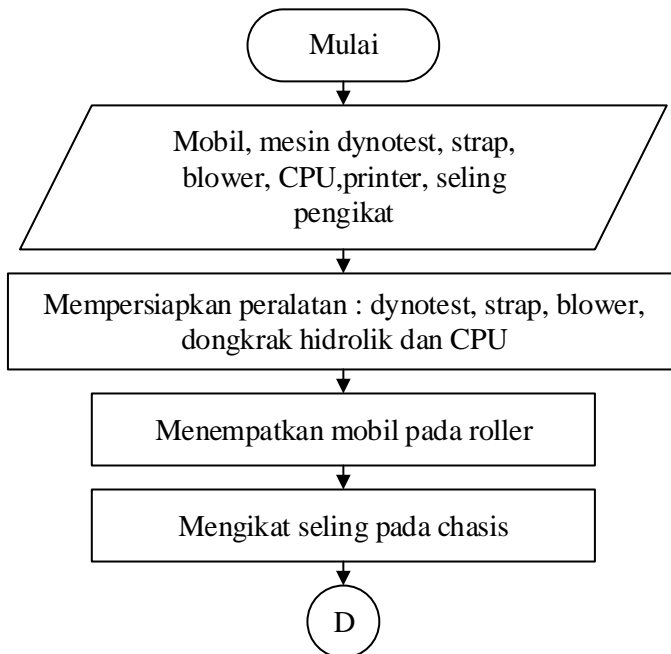 Mulai
Mobil, mesin dynotest, strap,
blower, CPU,printer, seling
pengikat
Mempersiapkan peralatan : dynotest, strap, blower,
dongkrak hidrolik dan CPU
Menempatkan mobil pada roller
Mengikat seling pada chasis
D